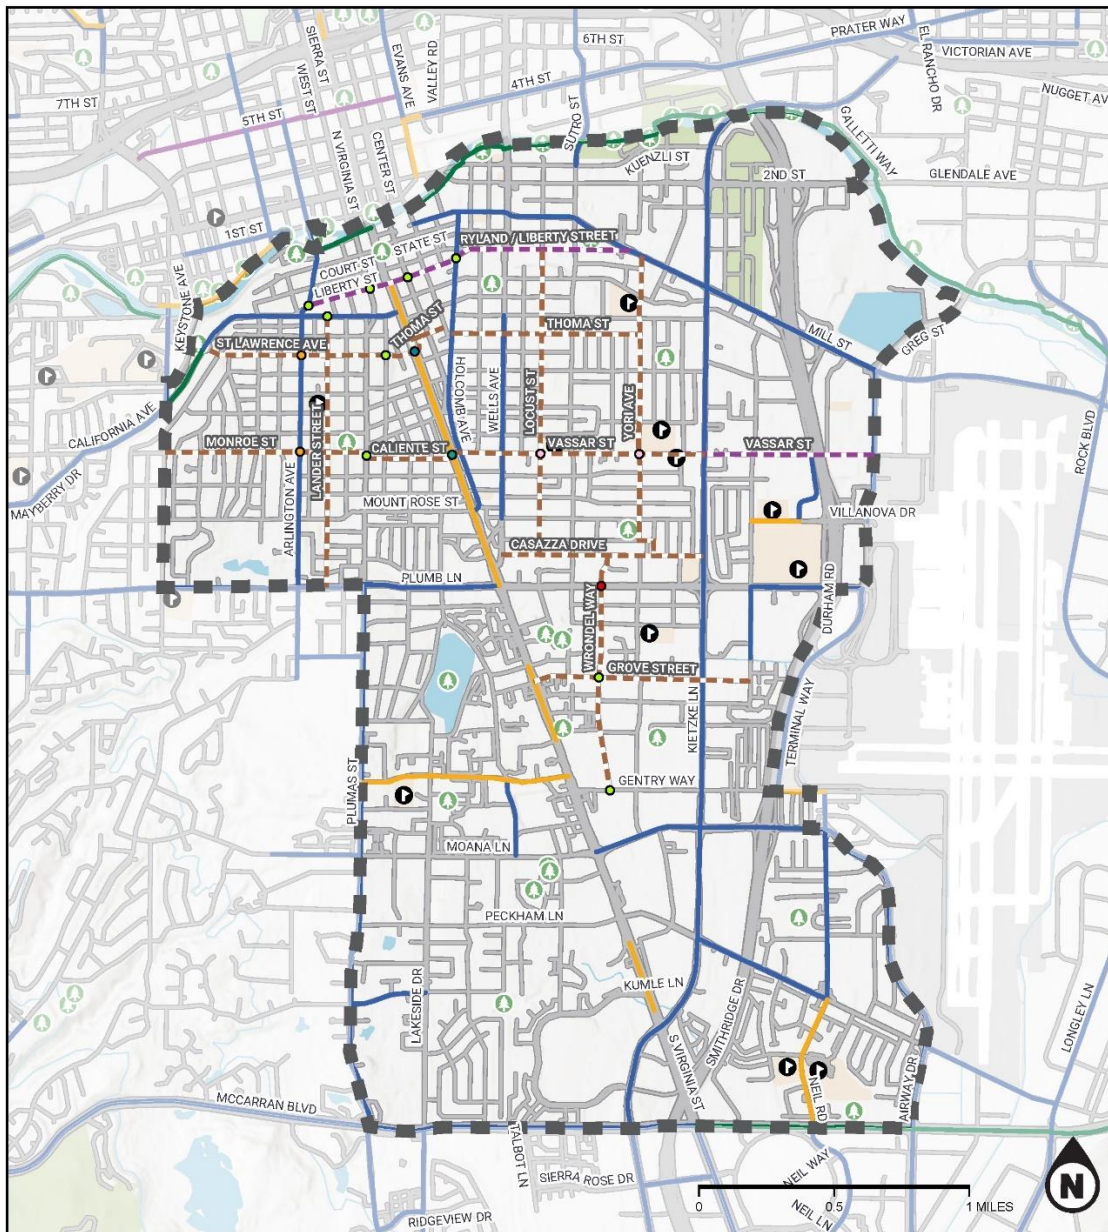 PRATER WAY
6TH ST
EL RANCHO DR
VICTORIAN AVE
SIERRA ST
EVANS AVE
VALLEY RD
WEST ST
4TH ST
NUGGET AV
7TH ST
5TH ST
N VIRGINIA ST
CENTER ST
SUTRO ST
GALLETTI WAY
KUENZLI ST
2ND ST
GLENDALE AVE
1ST ST
STATE ST
COURT ST
RYLAND / LIBERTY STREET
LIBERTY ST
KEYSTONE AVE
THOMA ST
THOMA ST
MILL ST
GREG ST
ST LAWRENCE AVE
HOLCOMB AVE
WELLS AVE
LOCUST ST
YORI AVE
ROCK BLVD
CALIFORNIA AVE
LANDER STREET
MONROE ST
CALIENTE ST
VASSAR ST
VASSAR ST
MAYBERRY DR
ARLINGTON AVE
MOUNT ROSE ST
VILLANOVA DR
CASAZZA DRIVE
PLUMB LN
DURHAM RD
WRONDEL WAY
GROVE STREET
KIETZKE LN
TERMINAL WAY
PLUMAS ST
GENTRY WAY
MOANA LN
PECKHAM LN
LAKESIDE DR
KUMLE LN
SMITHRIDGE DR
LONGLEY LN
S VIRGINIA ST
NEIL RD
AIRWAY DR
MCCARRAN BLVD
TALBOT LN
SIERRA ROSE DR
NEIL WAY
NEIL LN
RIDGEVIEW DR
N
0 0.5 1 MILES